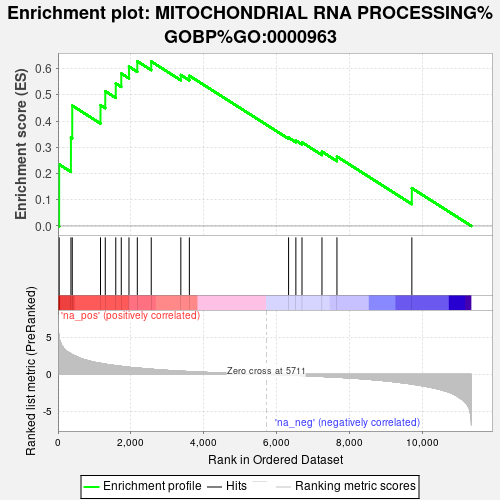 Enrichment plot: MITOCHONDRIAL RNA PROCESSING%
GOBP%GO:0000963
Enrichment score (ES)
0.6
0.5
0.4
0.3
0.2
0.1
0.0
'na_pos' (positively correlated)
Ranked list metric (PreRanked)
5
0
-5
Zero cross at 5711
'na_neg' (negatively correlated)
0 2,000 4,000 6,000 8,000 10,000
Rank in Ordered Dataset
Enrichment profile Hits Ranking metric scores